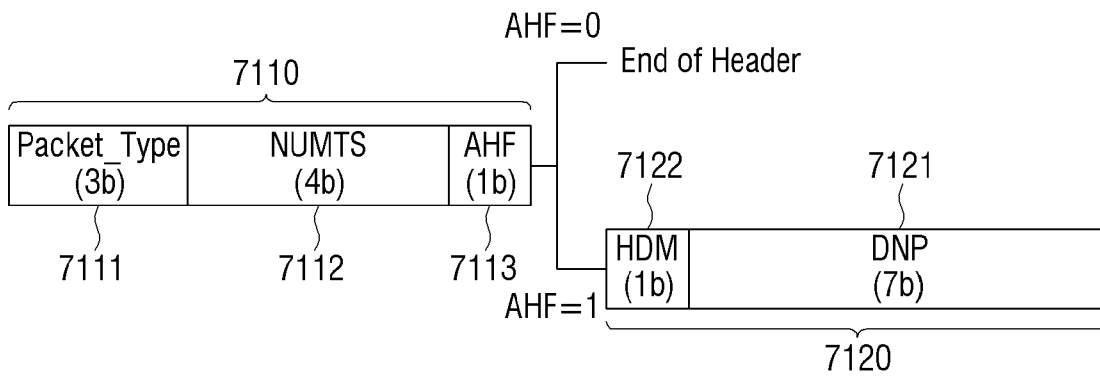 AHF=0
End of Header
7110
Packet_Type
(3b)
NUMTS
(4b)
AHF
(1b)
7111
7112
7113
7122
7121
HDM
(1b)
DNP
(7b)
AHF=1
7120